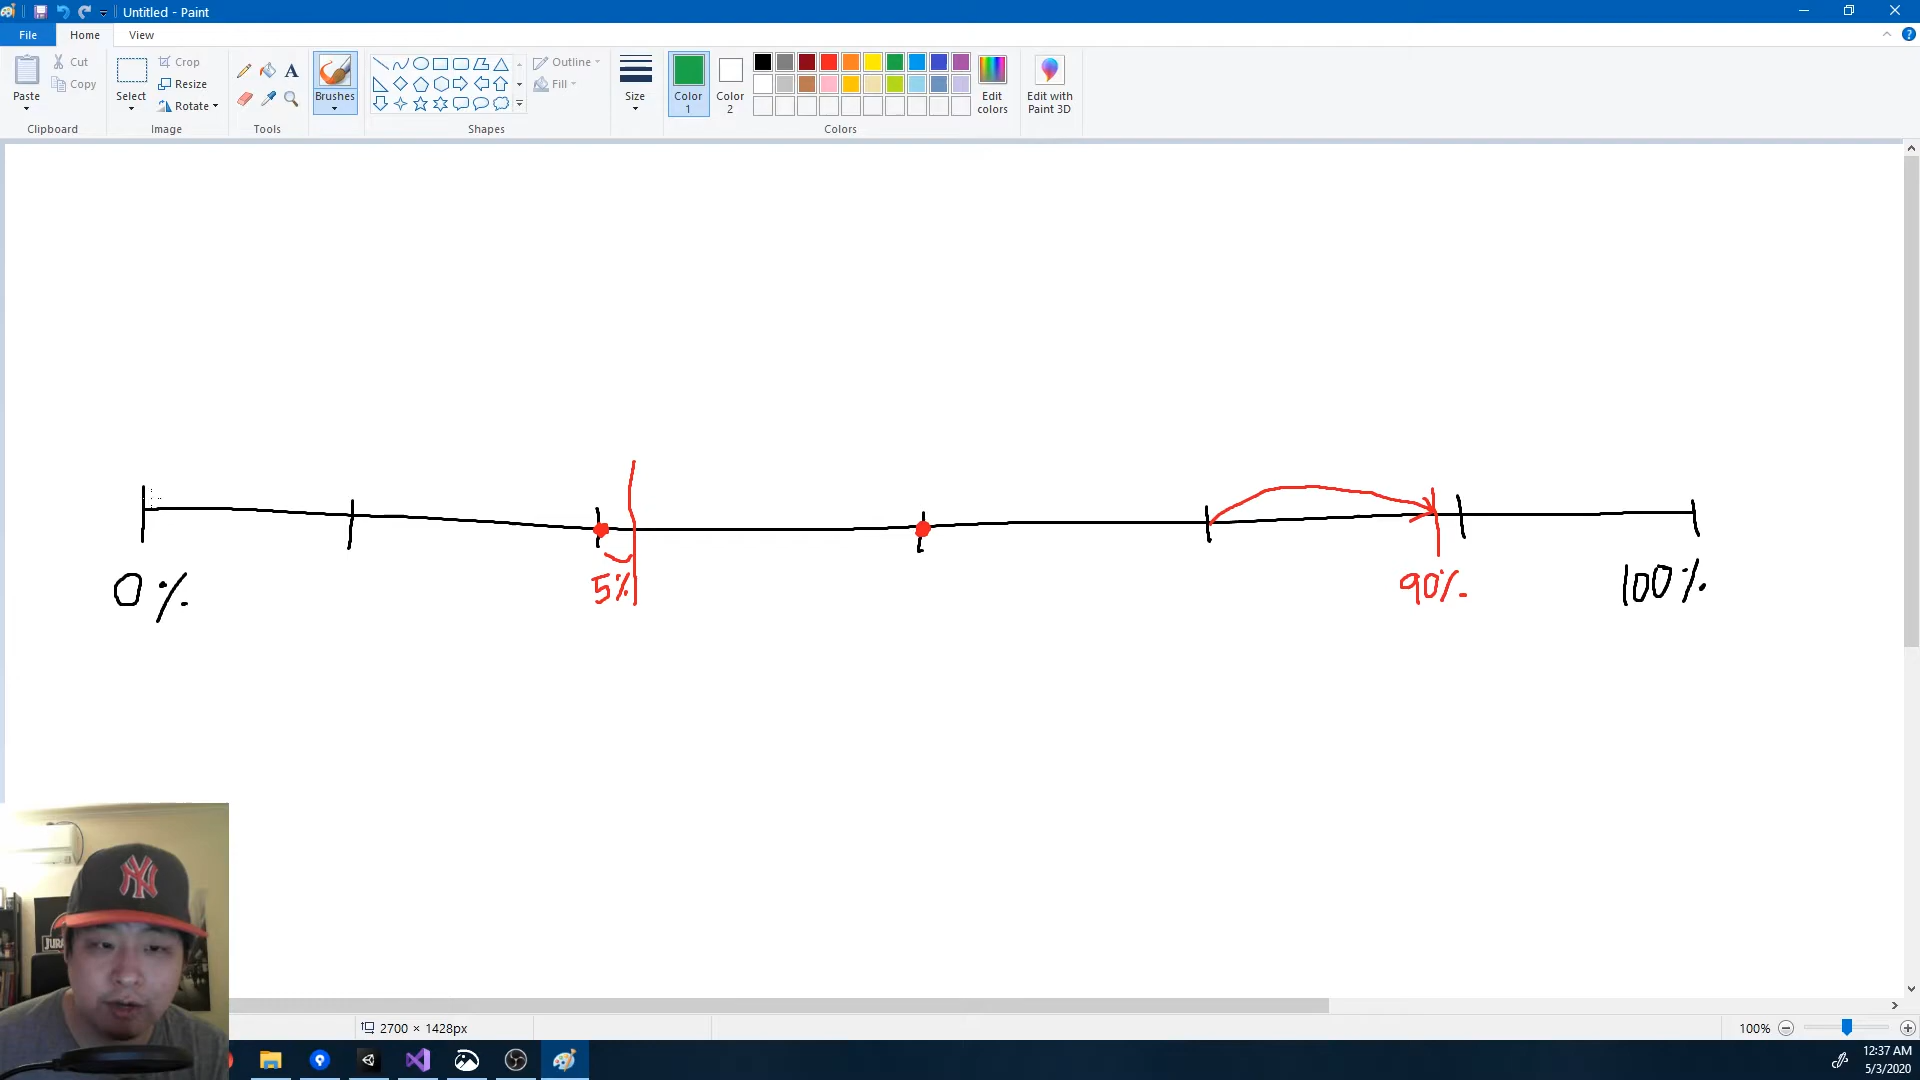 Untitled - Paint
File
Home
View
Paste
Cut
Copy
Clipboard
Select
Crop
Resize
Rotate
Image
Tools
Brushes
Shapes
Outline
Fill
Size
Color
1
Color
2
Colors
Edit
colors
Edit with
Paint 3D
0%
5%
90%
100%
NY
JURA
2700 × 1428px
100%
12:37 AM
5/3/2020